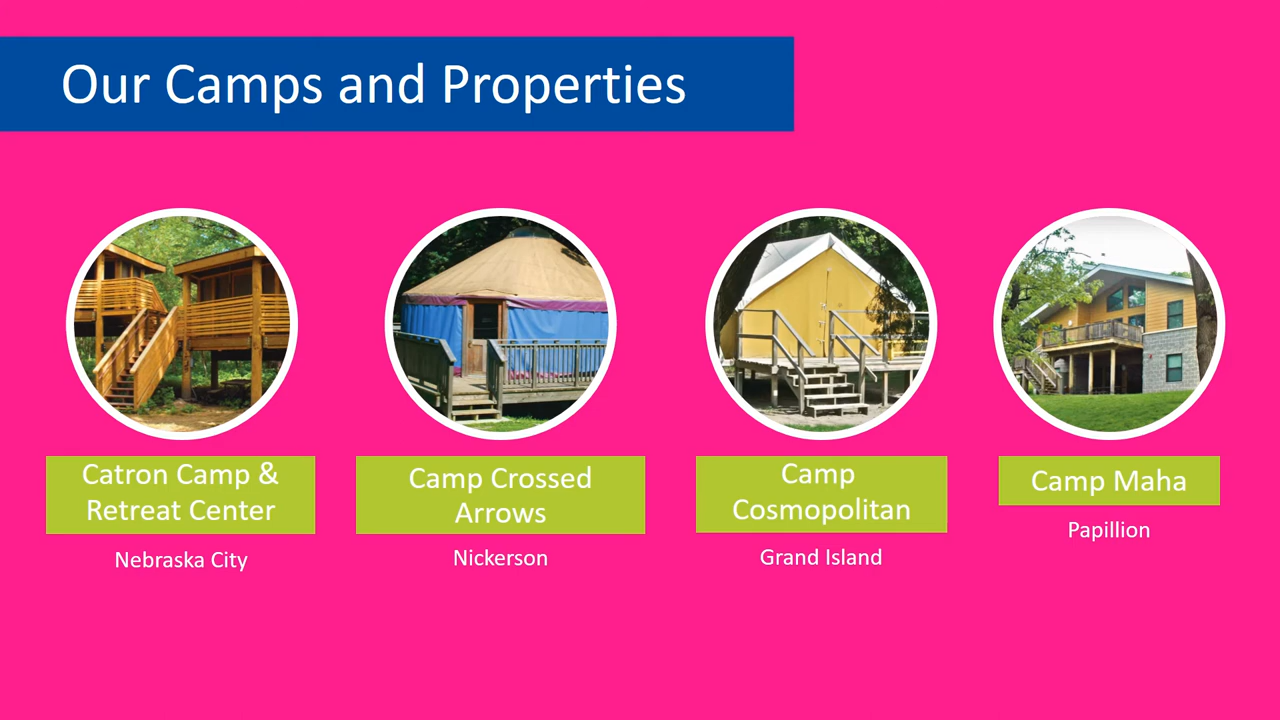 Our Camps and Properties
Catron Camp &
Retreat Center
Nebraska City
Camp Crossed
Arrows
Nickerson
Camp
Cosmopolitan
Grand Island
Camp Maha
Papillion